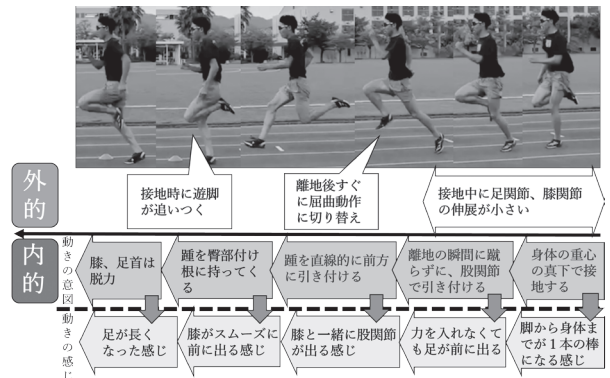 外的
接地時に遊脚
が追いつく
離地後すぐ
に屈曲動作
に切り替え
接地中に足関節、膝関節
の伸展が小さい
内的
動きの意図
膝、足首は
脱力
踵を臀部付け
根に持ってく
る
踵を直線的に前方
に引き付ける
離地の瞬間に蹴
らずに、股関節
で引き付ける
身体の重心
の真下で接
地する
動きの感じ
足が長く
なった感じ
膝がスムーズに
前に出る感じ
膝と一緒に股関節
が出る感じ
力を入れなくて
も足が前に出る
脚から身体ま
でが１本の棒
になる感じ